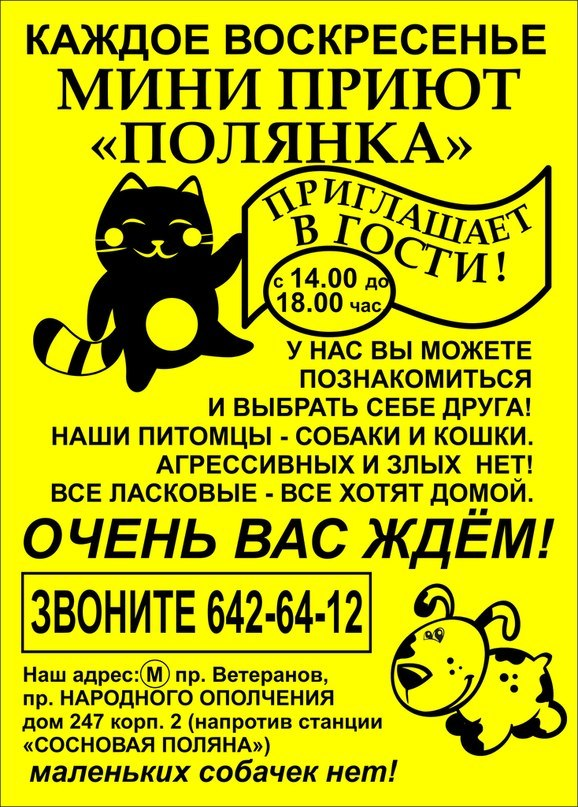 КАЖДОЕ ВОСКРЕСЕНЬЕ
МИНИ ПРИЮТ
«ПОЛЯНКА»
ПРИГЛАШАЕТ
В ГОСТИ!
с 14.00 до
18.00 час
У НАС ВЫ МОЖЕТЕ
ПОЗНАКОМИТЬСЯ
И ВЫБРАТЬ СЕБЕ ДРУГА!
НАШИ ПИТОМЦЫ - СОБАКИ И КОШКИ.
АГРЕССИВНЫХ И ЗЛЫХ НЕТ!
ВСЕ ЛАСКОВЫЕ - ВСЕ ХОТЯТ ДОМОЙ.
ОЧЕНЬ ВАС ЖДЁМ!
ЗВОНИТЕ 642-64-12
Наш адрес: М пр. Ветеранов,
пр. НАРОДНОГО ОПОЛЧЕНИЯ
дом 247 корп. 2 (напротив станции
«СОСНОВАЯ ПОЛЯНА»)
маленьких собачек нет!